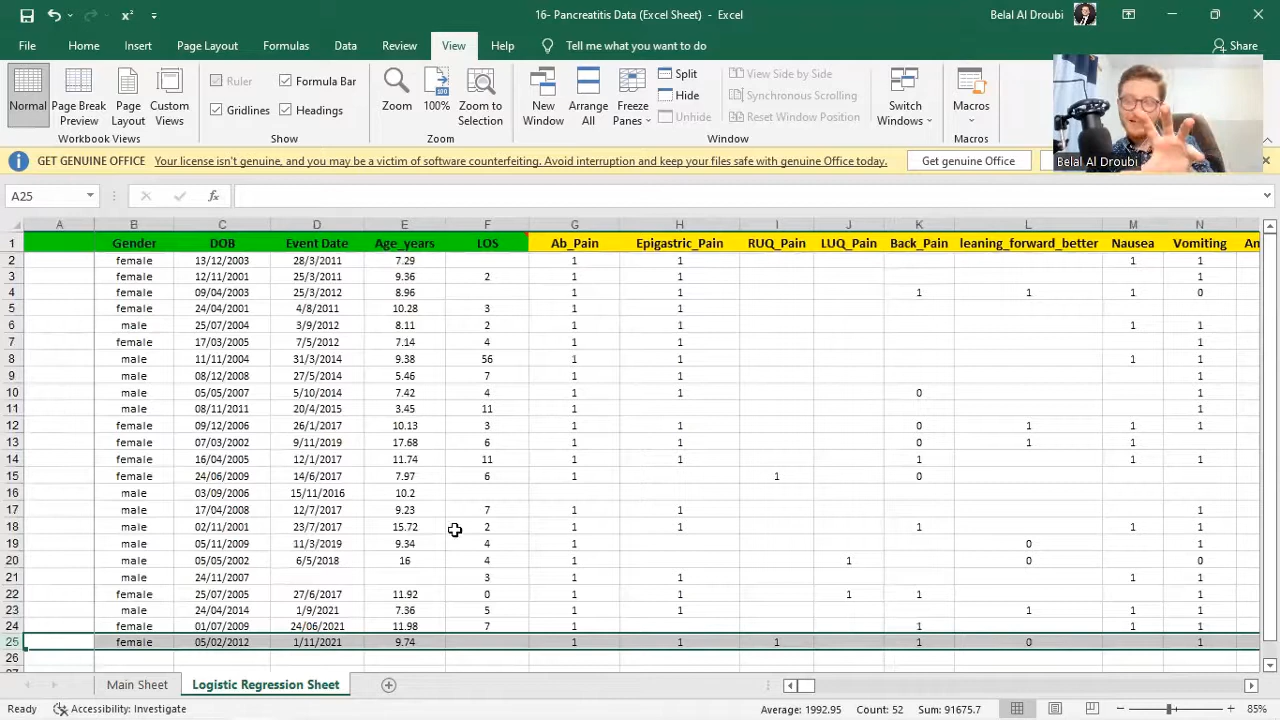 16- Pancreatitis Data (Excel Sheet) - Excel
Belal Al Droubi
File Home Insert Page Layout Formulas Data Review View Help Tell me what you want to do Share
Normal
Page Break Preview
Page Layout
Custom Views
Workbook Views
Ruler
Formula Bar
Gridlines
Headings
Show
Zoom
100%
Zoom to Selection
Zoom
New Window
Arrange All
Freeze Panes
Split
Hide
Unhide
View Side by Side
Synchronous Scrolling
Reset Window Position
Window
Switch Windows
Macros
Macros
Belal Al Droubi
GET GENUINE OFFICE Your license isn't genuine, and you may be a victim of software counterfeiting. Avoid interruption and keep your files safe with genuine Office today. Get genuine Office
A25 fx
A B C D E F G H I J K L M N
1 Gender DOB Event Date Age_years LOS Ab_Pain Epigastric_Pain RUQ_Pain LUQ_Pain Back_Pain leaning_forward_better Nausea Vomiting An
2 female 13/12/2003 28/3/2011 7.29 1 1 1 1
3 female 12/11/2001 25/3/2011 9.36 2 1 1 1
4 female 09/04/2003 25/3/2012 8.96 1 1 1 1 1 0
5 female 24/04/2001 4/8/2011 10.28 3 1 1
6 male 25/07/2004 3/9/2012 8.11 2 1 1 1 1
7 female 17/03/2005 7/5/2012 7.14 4 1 1 1
8 male 11/11/2004 31/3/2014 9.38 56 1 1 1 1
9 male 08/12/2008 27/5/2014 5.46 7 1 1 1
10 male 05/05/2007 5/10/2014 7.42 4 1 1 0 1
11 male 08/11/2011 20/4/2015 3.45 11 1 1
12 female 09/12/2006 26/1/2017 10.13 3 1 1 0 1 1 1
13 female 07/03/2002 9/11/2019 17.68 6 1 1 0 1 1
14 female 16/04/2005 12/1/2017 11.74 11 1 1 1 1 1
15 female 24/06/2009 14/6/2017 7.97 6 1 1 0
16 male 03/09/2006 15/11/2016 10.2
17 male 17/04/2008 12/7/2017 9.23 7 1 1 1
18 male 02/11/2001 23/7/2017 15.72 2 1 1 1 1 1
19 male 05/11/2009 11/3/2019 9.34 4 1 0 1
20 male 05/05/2002 6/5/2018 16 4 1 1 0 0
21 male 24/11/2007 3 1 1 1 1
22 female 25/07/2005 27/6/2017 11.92 0 1 1 1 1 1
23 male 24/04/2014 1/9/2021 7.36 5 1 1 1 1 1
24 female 01/07/2009 24/06/2021 11.98 7 1 1 1 1
25 female 05/02/2012 1/11/2021 9.74 1 1 1 1 0 1
26
Main Sheet Logistic Regression Sheet
Ready Accessibility: Investigate Average: 1992.95 Count: 52 Sum: 91675.7 85%